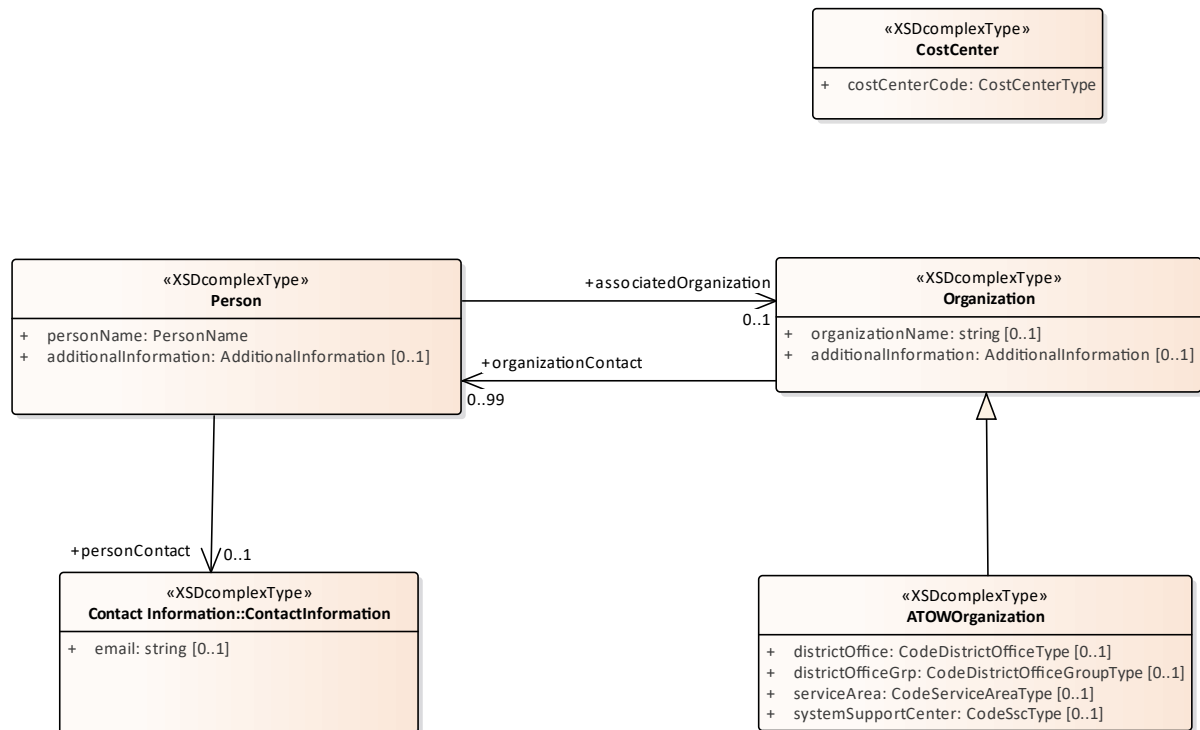 «XSDcomplexType»
CostCenter
+ costCenterCode: CostCenterType
«XSDcomplexType»
Person
+ personName: PersonName
+ additionalInformation: AdditionalInformation [0..1]
+associatedOrganization
0..1
+organizationContact
0..99
«XSDcomplexType»
Organization
+ organizationName: string [0..1]
+ additionalInformation: AdditionalInformation [0..1]
+personContact
0..1
«XSDcomplexType»
Contact Information::ContactInformation
+ email: string [0..1]
«XSDcomplexType»
ATOWOrganization
+ districtOffice: CodeDistrictOfficeType [0..1]
+ districtOfficeGrp: CodeDistrictOfficeGroupType [0..1]
+ serviceArea: CodeServiceAreaType [0..1]
+ systemSupportCenter: CodeSscType [0..1]